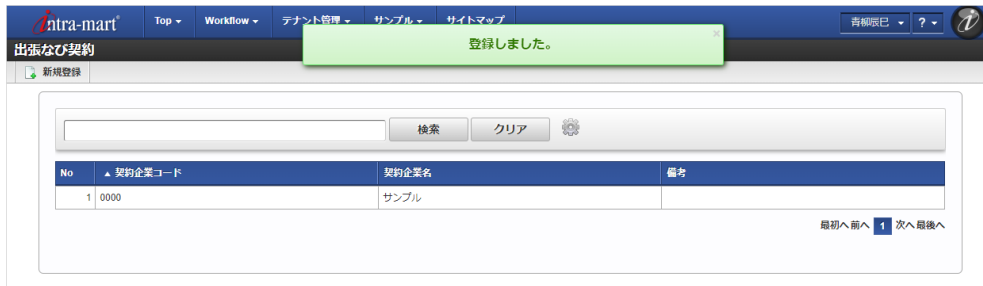 intra-mart Top Workflow テナント管理 サンプル サイトマップ 青柳辰巳 ?
登録しました。 ×
出張なび契約
新規登録
検索 クリア
No ▲ 契約企業コード 契約企業名 備考
1 0000 サンプル
最初へ 前へ 1 次へ 最後へ